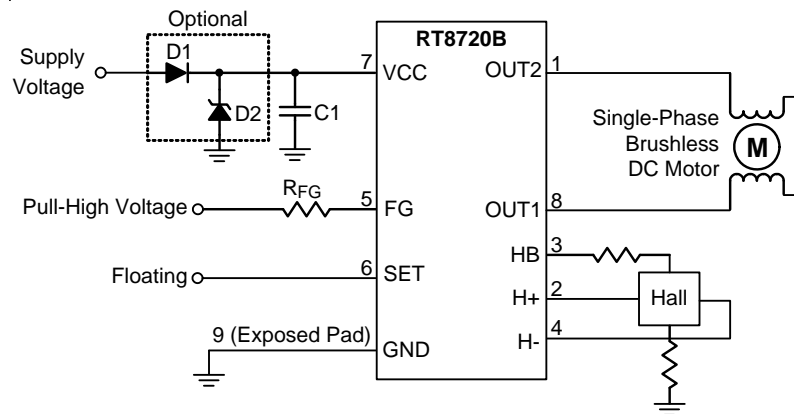 Optional
RT8720B
Supply
Voltage
D1
D2
C1
7
VCC
OUT2
1
Single-Phase
Brushless
DC Motor
M
Pull-High Voltage
RFG
5
FG
OUT1
8
HB
3
Floating
6
SET
H+
2
Hall
9 (Exposed Pad)
GND
H-
4